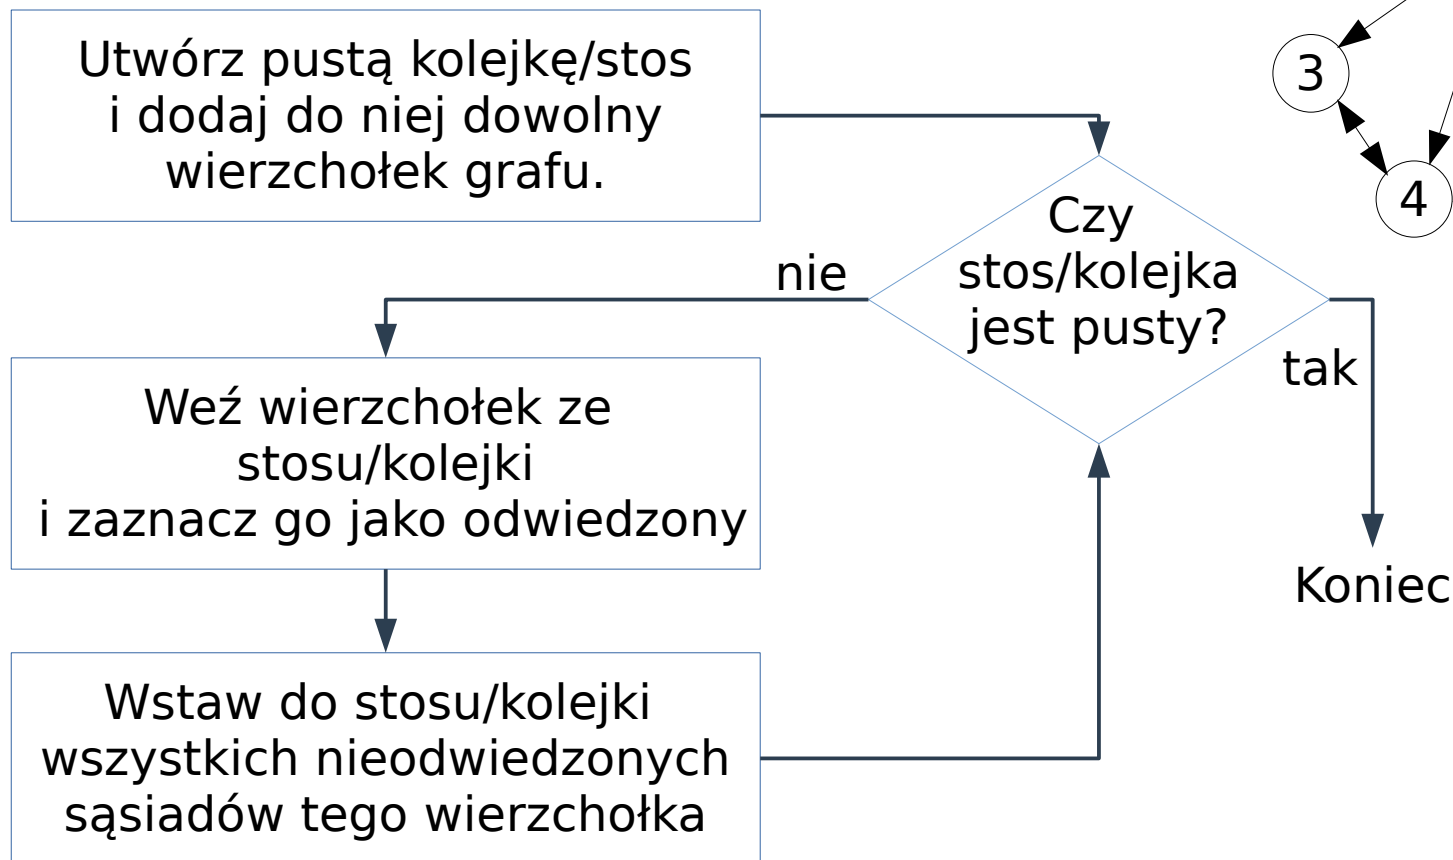 Utwórz pustą kolejkę/stos
i dodaj do niej dowolny
wierzchołek grafu.
3
4
Czy
stos/kolejka
jest pusty?
nie
tak
Weź wierzchołek ze
stosu/kolejki
i zaznacz go jako odwiedzony
Koniec
Wstaw do stosu/kolejki
wszystkich nieodwiedzonych
sąsiadów tego wierzchołka